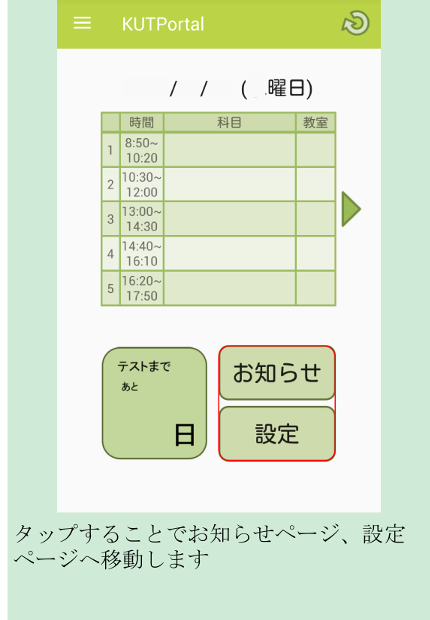 KUTPortal
/ / ( 曜日)
時間 科目 教室
1 8:50~
10:20
2 10:30~
12:00
3 13:00~
14:30
4 14:40~
16:10
5 16:20~
17:50
テストまで
あと
日
お知らせ
設定
タップすることでお知らせページ、設定
ページへ移動します